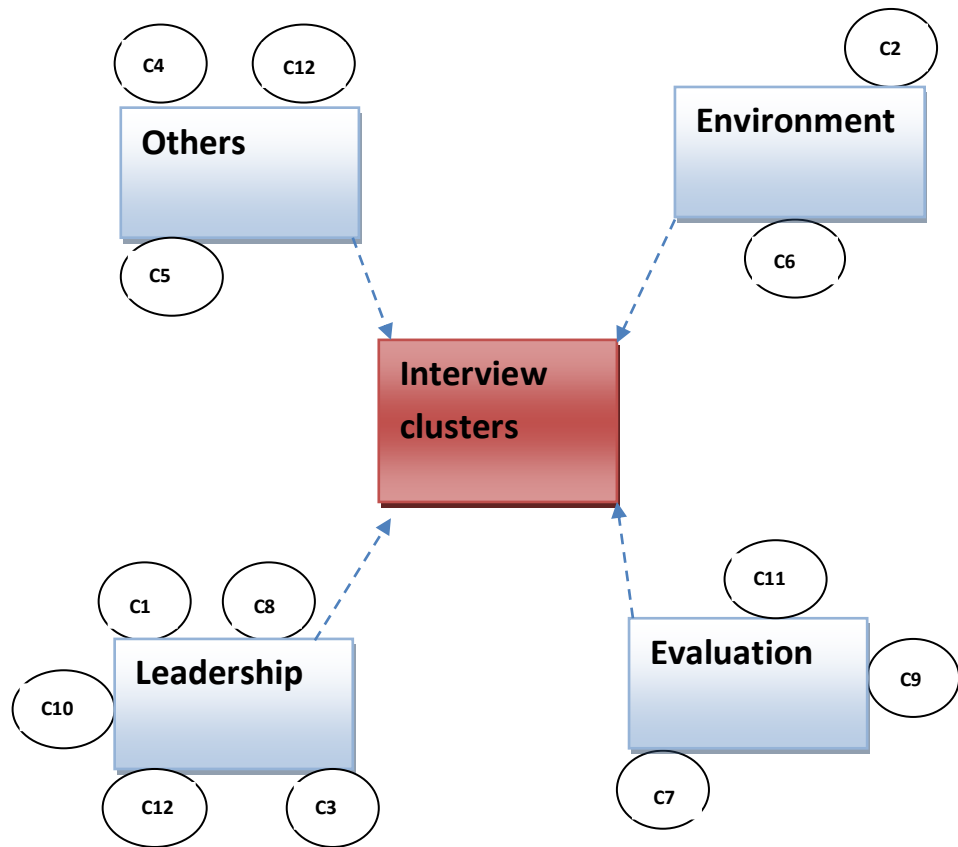 C4
C12
C2
Others
Environment
C5
C6
Interview
clusters
C1
C8
C11
Leadership
Evaluation
C10
C9
C12
C3
C7